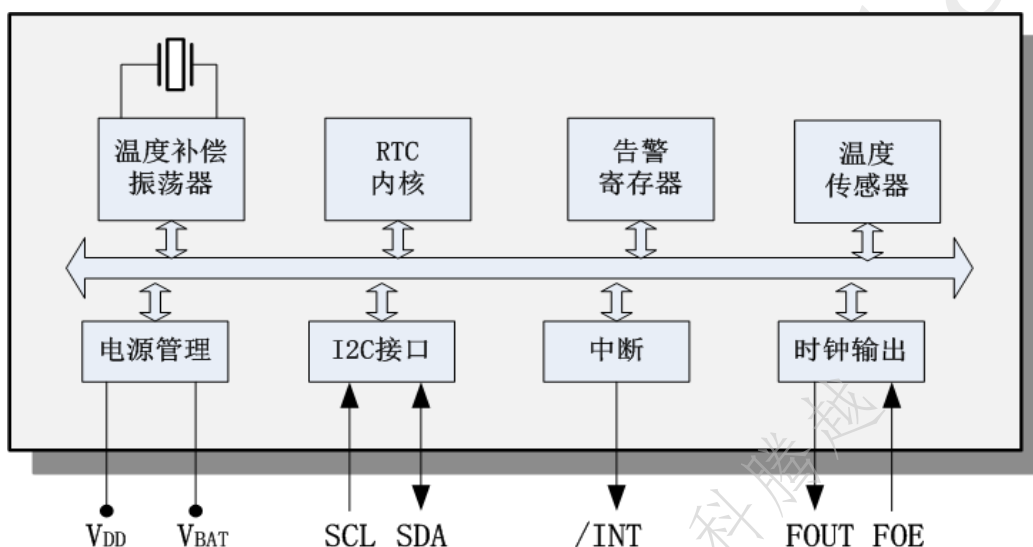 温度补偿
振荡器
RTC
内核
告警
寄存器
温度
传感器
电源管理
I2C接口
中断
时钟输出
VDD
VBAT
SCL
SDA
/INT
FOUT
FOE
科腾越